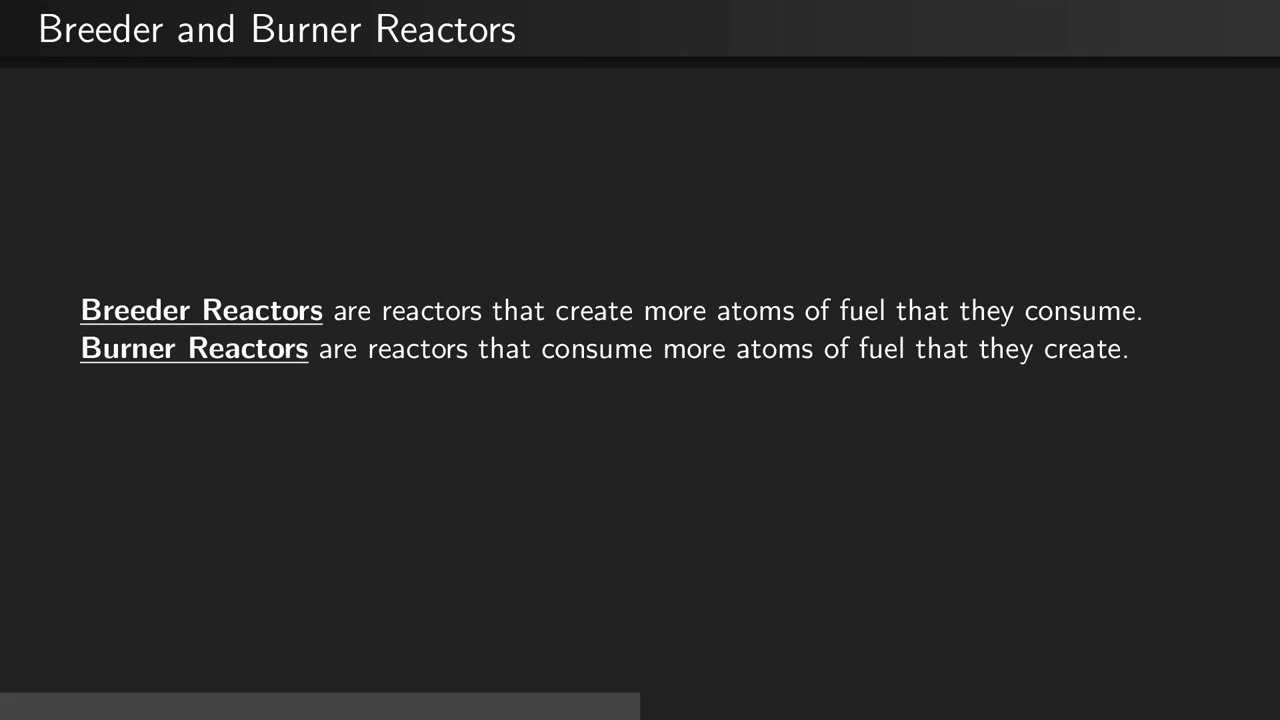 Breeder and Burner Reactors
Breeder Reactors are reactors that create more atoms of fuel that they consume.
Burner Reactors are reactors that consume more atoms of fuel that they create.